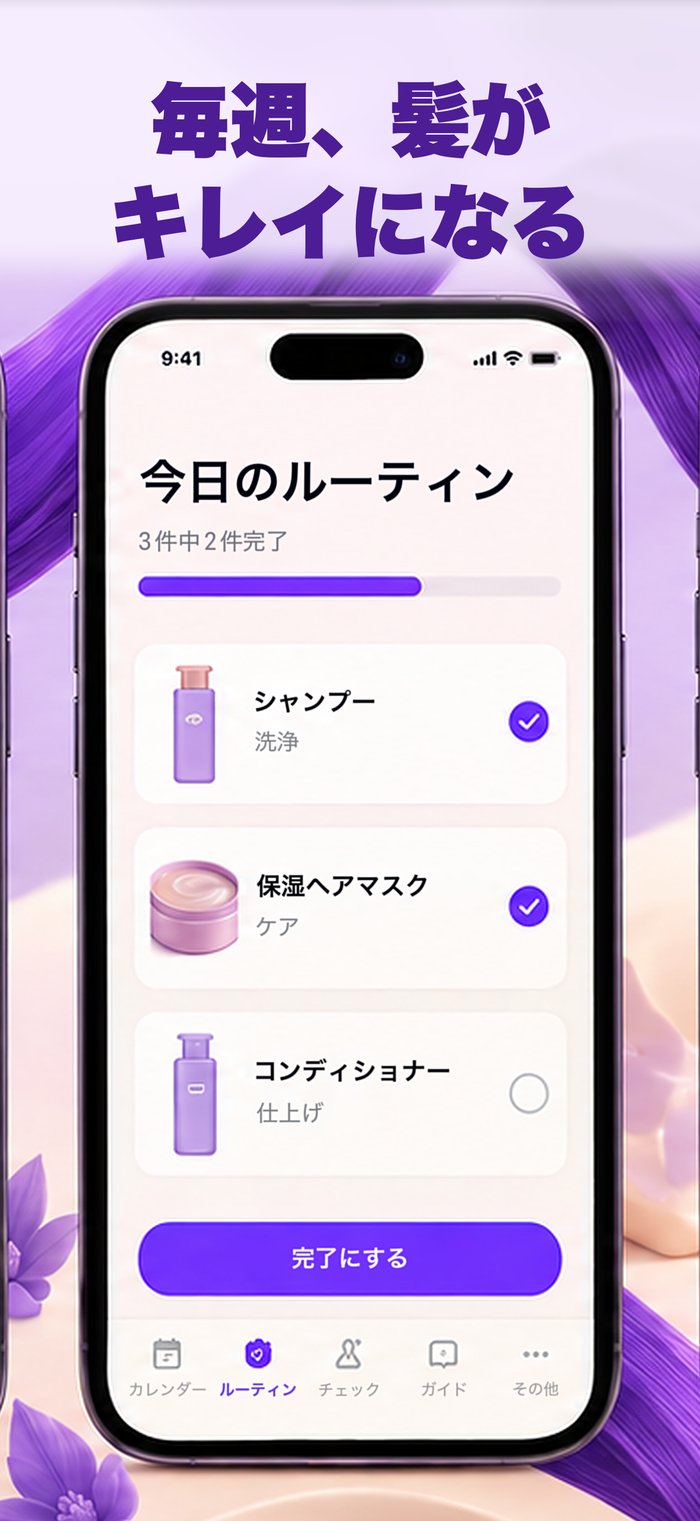 毎週、髪が
キレイになる
9:41
今日のルーティン
3件中2件完了
シャンプー
洗浄
保湿ヘアマスク
ケア
コンディショナー
仕上げ
完了にする
カレンダー
ルーティン
チェック
ガイド
その他